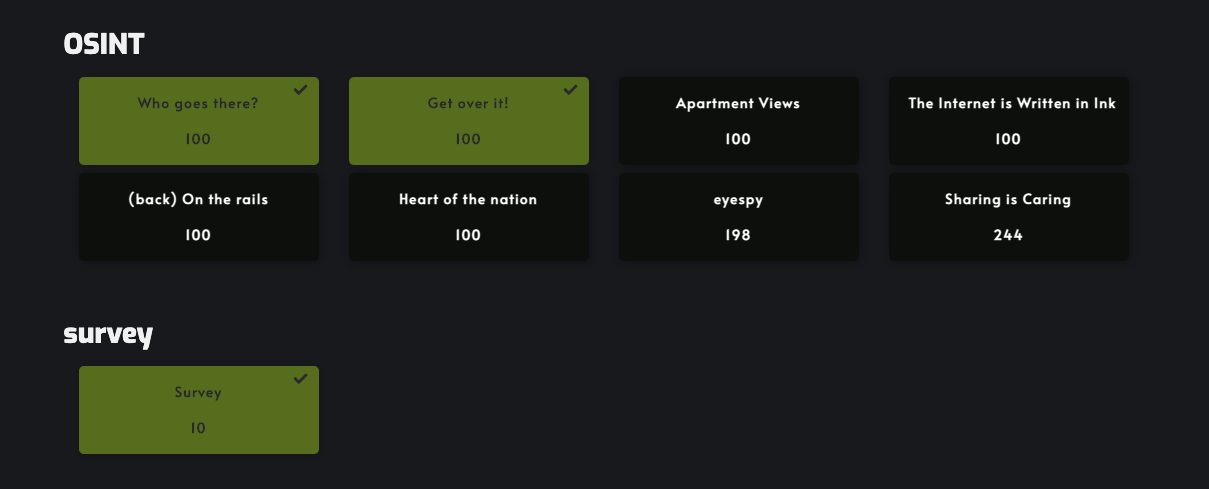 OSINT
Who goes there?
100
Get over it!
100
Apartment Views
100
The Internet is Written in Ink
100
(back) On the rails
100
Heart of the nation
100
eyespy
198
Sharing is Caring
244
survey
Survey
10